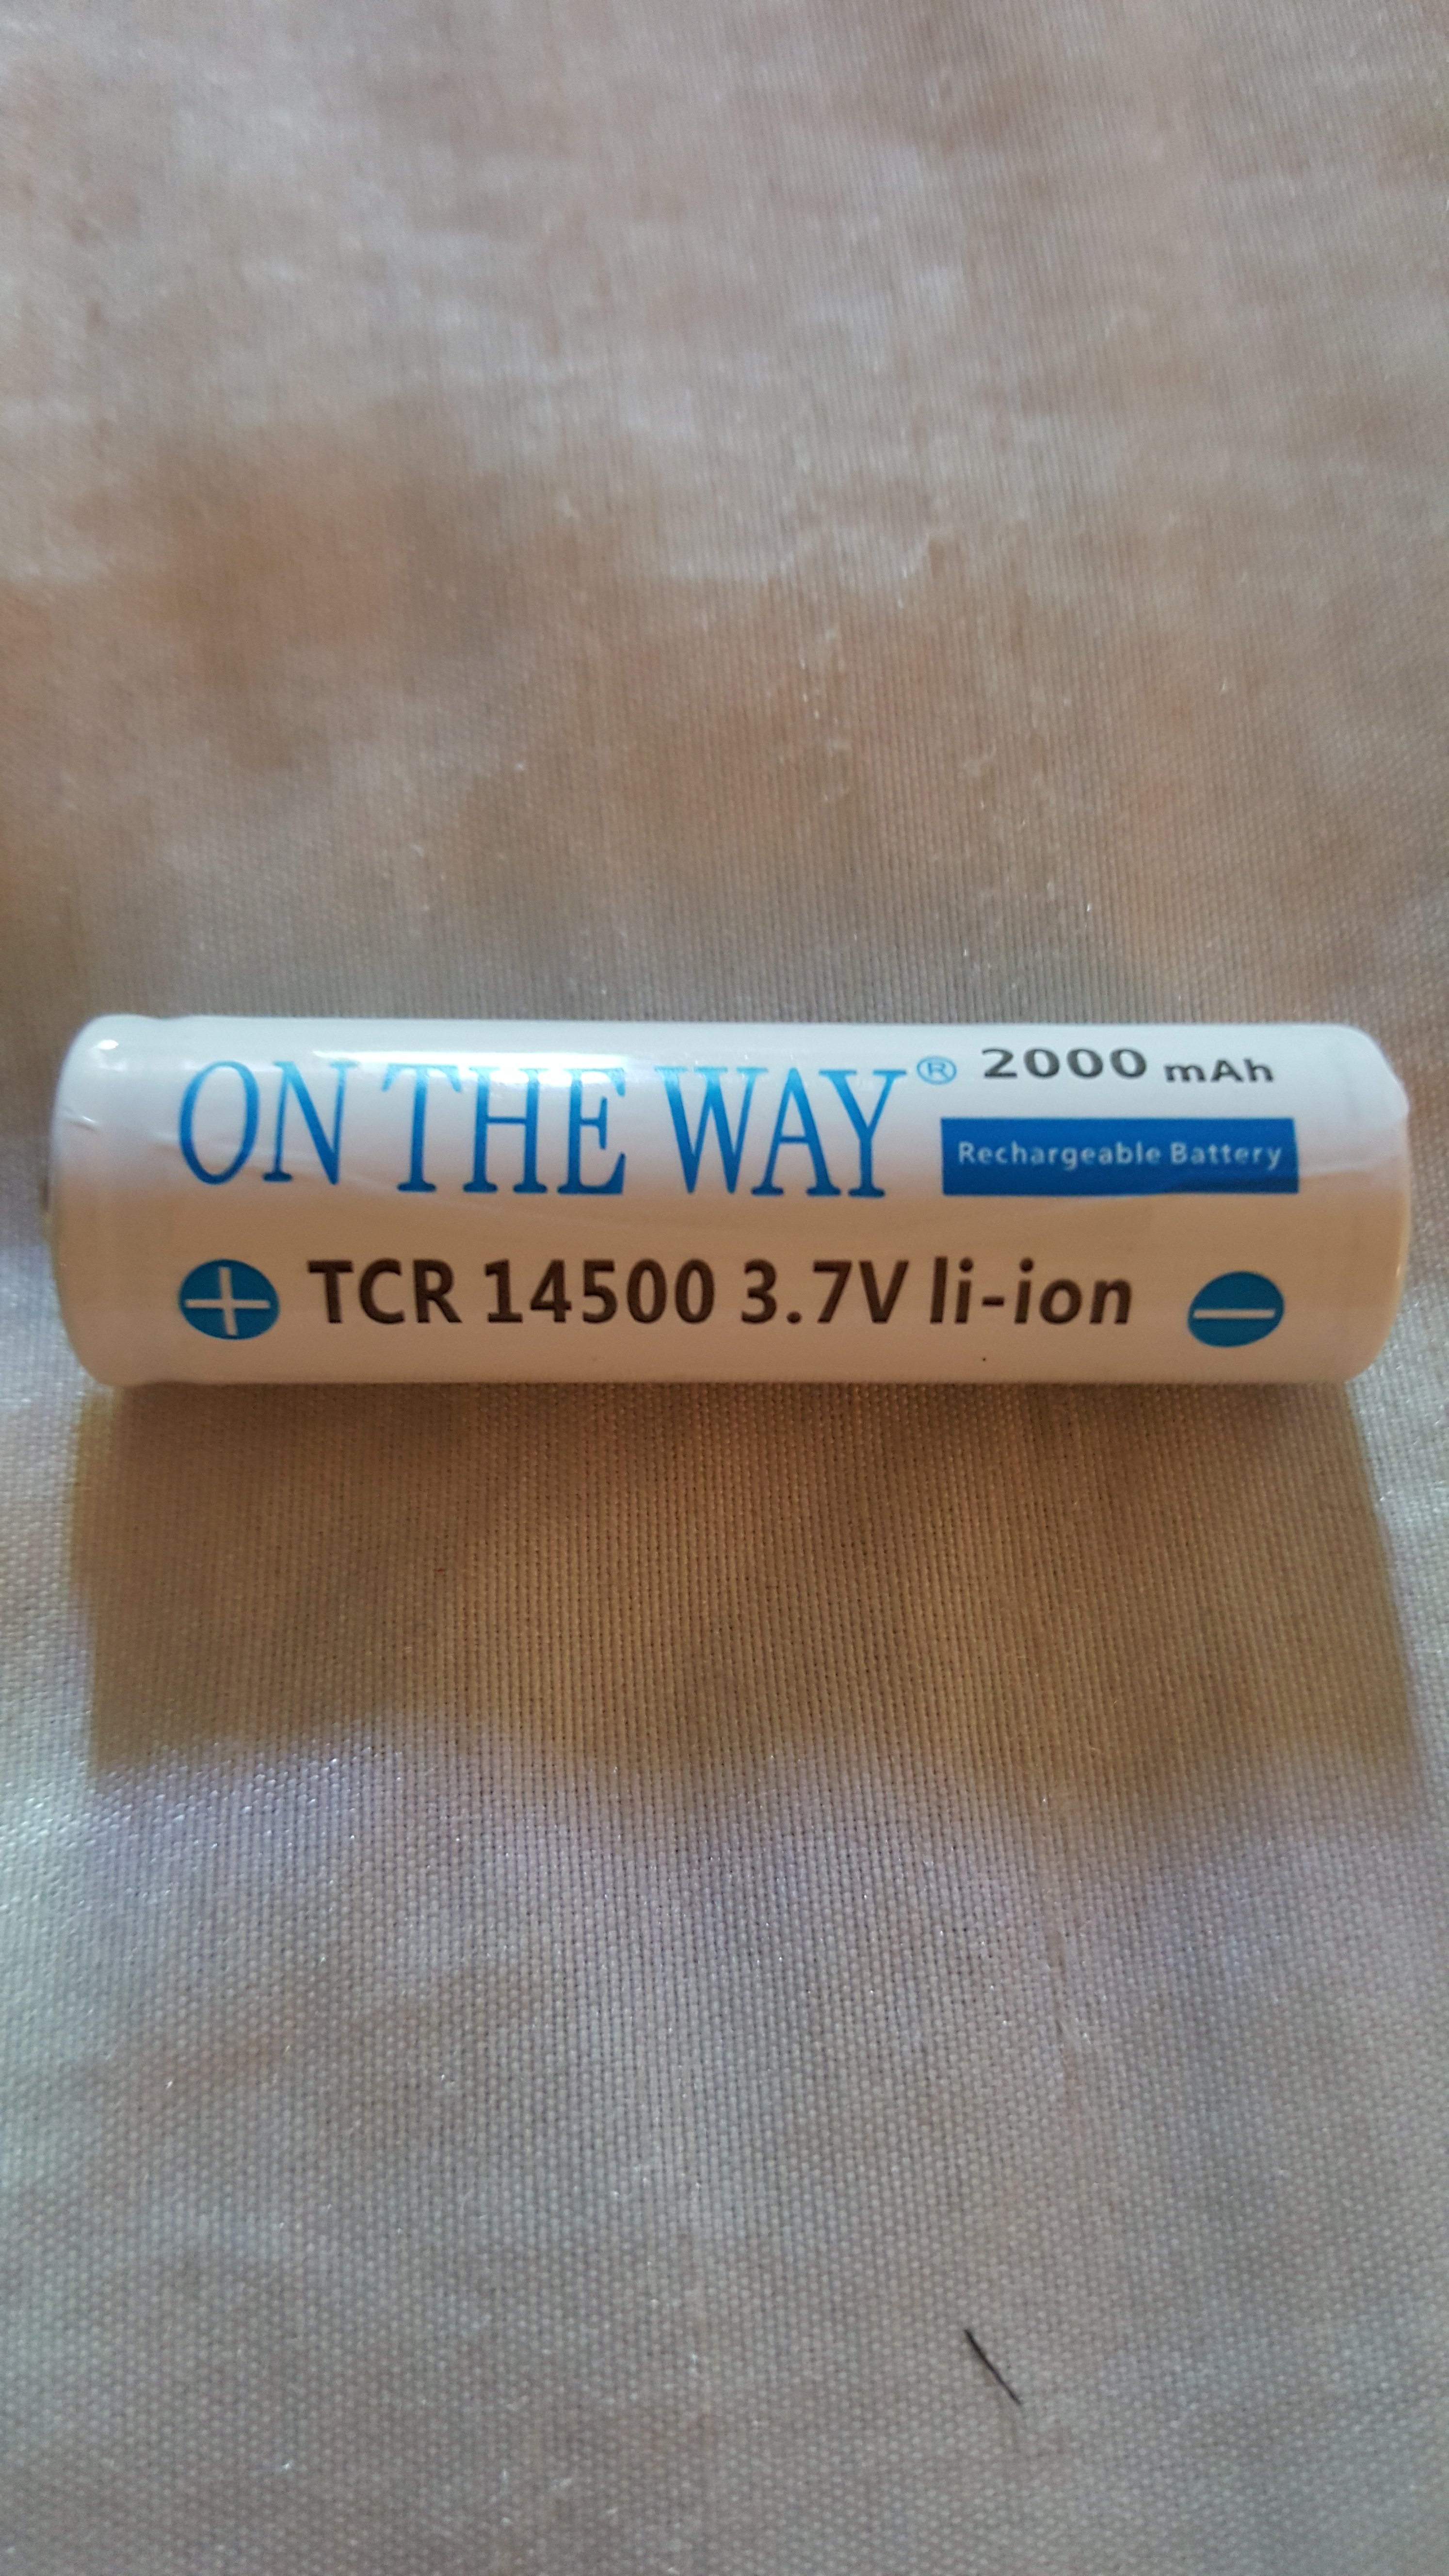 ON THE WAY® 2000 mAh
Rechargeable Battery
+ TCR 14500 3.7V li-ion −